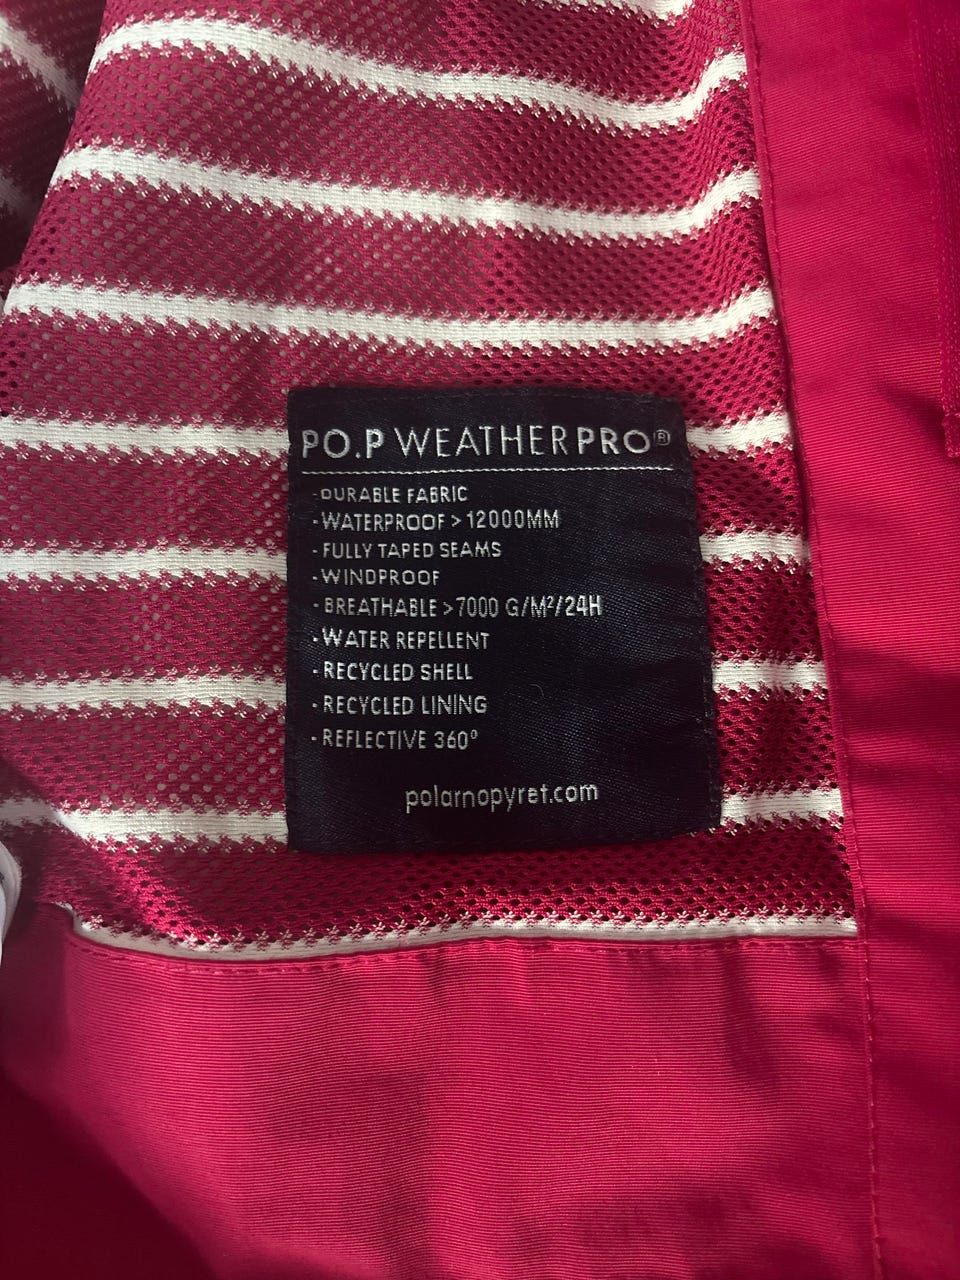 PO.P WEATHERPRO®
-DURABLE FABRIC
-WATERPROOF > 12000MM
-FULLY TAPED SEAMS
-WINDPROOF
-BREATHABLE >7000 G/M²/24H
-WATER REPELLENT
-RECYCLED SHELL
-RECYCLED LINING
-REFLECTIVE 360°
polarnopyret.com